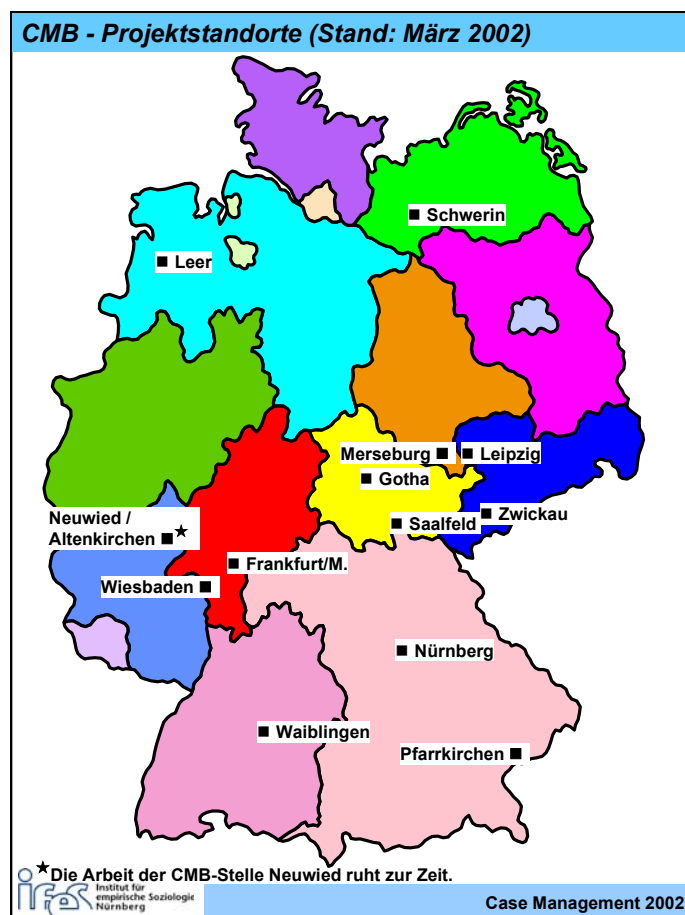 CMB - Projektstandorte (Stand: März 2002)
■ Schwerin
■ Leer
Merseburg ■
■ Leipzig
■ Gotha
Neuwied /
Altenkirchen ■★
■ Saalfeld
■ Zwickau
■ Frankfurt/M.
Wiesbaden ■
■ Nürnberg
■ Waiblingen
Pfarrkirchen ■
★Die Arbeit der CMB-Stelle Neuwied ruht zur Zeit.
ifes
Institut für
empirische Soziologie
Nürnberg
Case Management 2002